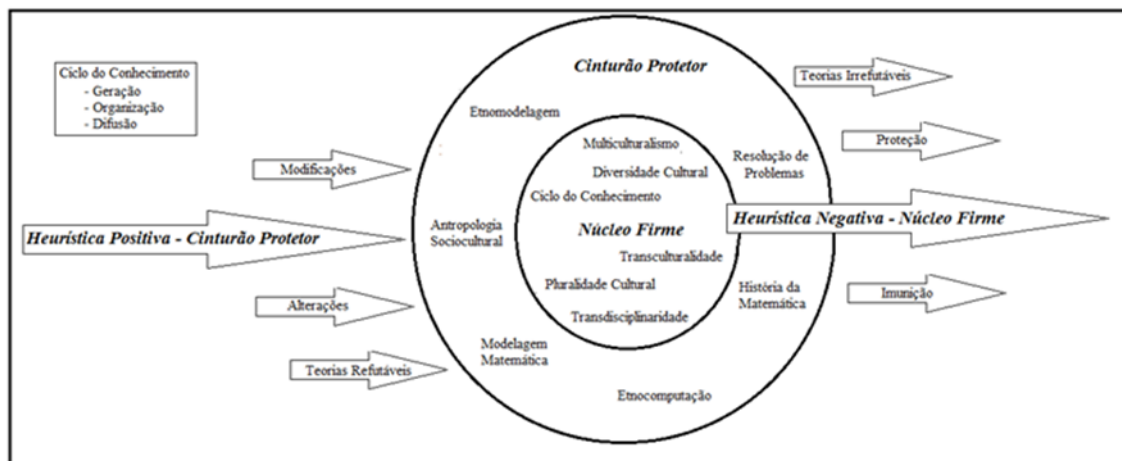 Ciclo do Conhecimento
- Geração
- Organização
- Difusão
Modificações
Heurística Positiva - Cinturão Protetor
Alterações
Teorias Refutáveis
Cinturão Protetor
Etnomodelagem
Antropologia
Sociocultural
Modelagem
Matemática
Etnocomputação
Resolução de
Problemas
História da
Matemática
Multiculturalismo
Diversidade Cultural
Ciclo do Conhecimento
Núcleo Firme
Transculturalidade
Pluralidade Cultural
Transdisciplinaridade
Teorias Irrefutáveis
Proteção
Heurística Negativa - Núcleo Firme
Imunição